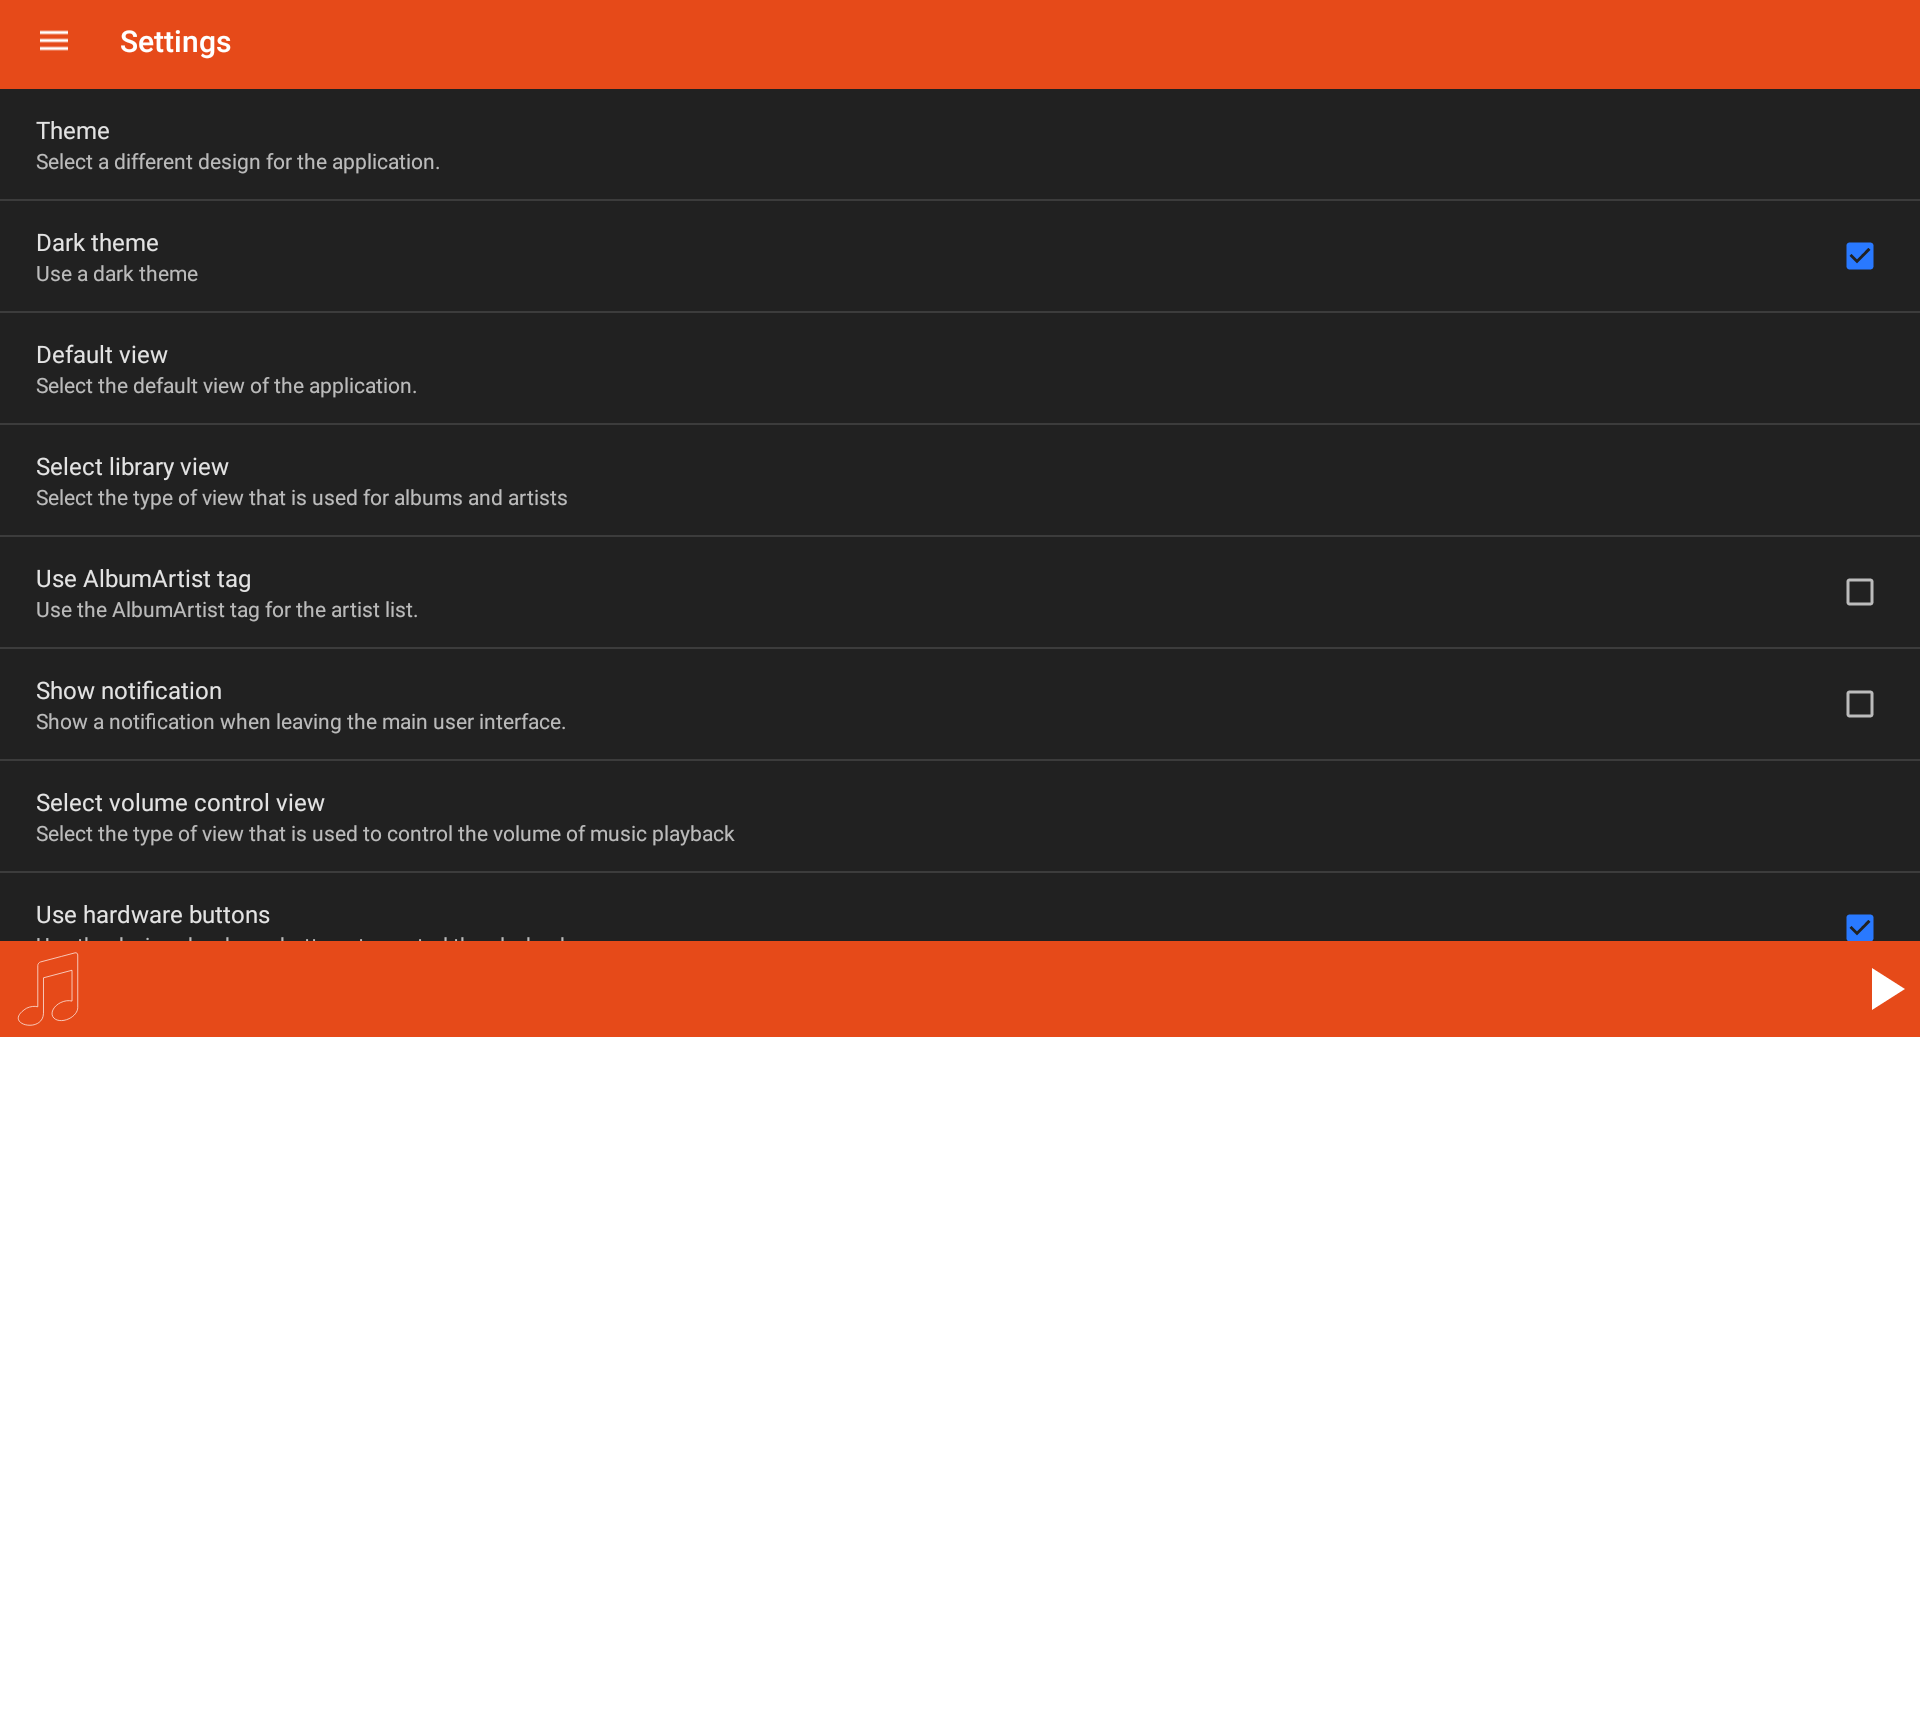 Settings
Theme
Select a different design for the application.
Dark theme
Use a dark theme
Default view
Select the default view of the application.
Select library view
Select the type of view that is used for albums and artists
Use AlbumArtist tag
Use the AlbumArtist tag for the artist list.
Show notification
Show a notification when leaving the main user interface.
Select volume control view
Select the type of view that is used to control the volume of music playback
Use hardware buttons